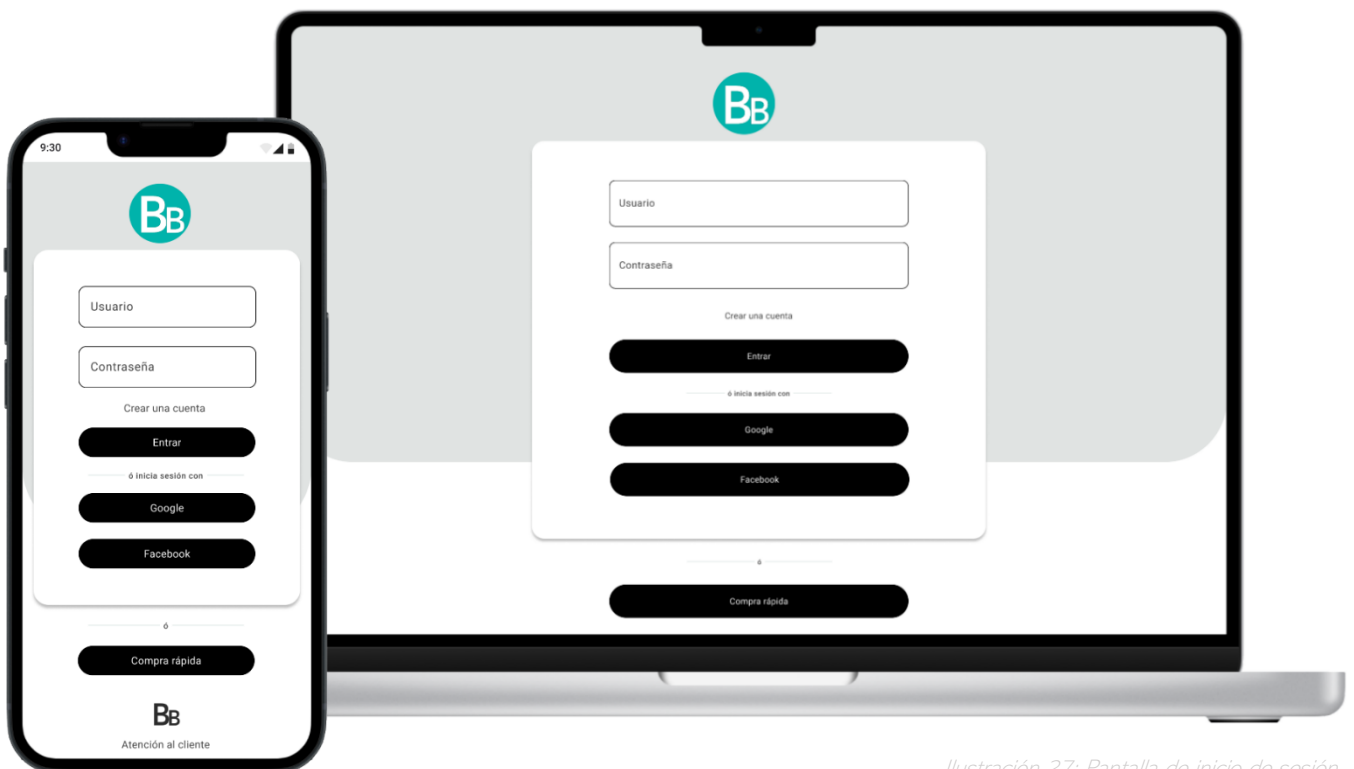 9:30
BB
Usuario
Contraseña
Crear una cuenta
Entrar
ó inicia sesión con
Google
Facebook
ó
Compra rápida
BB
Atención al cliente
BB
Usuario
Contraseña
Crear una cuenta
Entrar
ó inicia sesión con
Google
Facebook
ó
Compra rápida
Ilustración 27: Pantalla de inicio de sesión